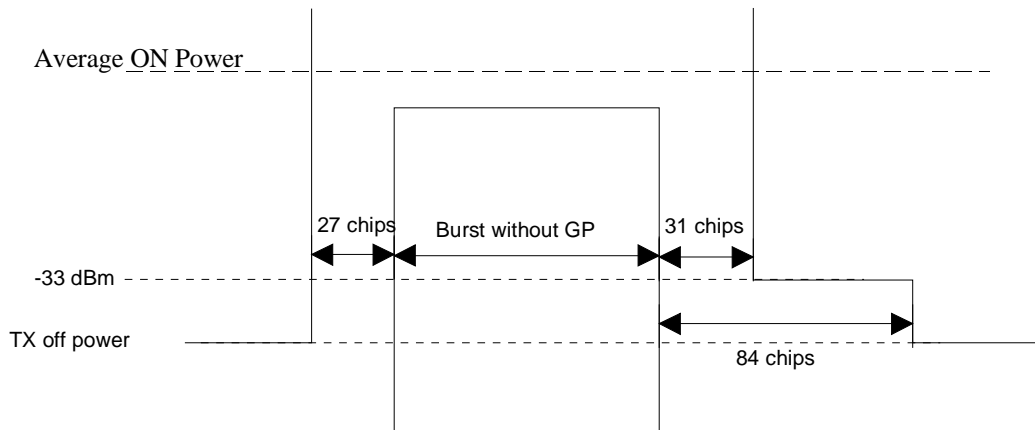 Average ON Power
27 chips
Burst without GP
31 chips
-33 dBm
TX off power
84 chips